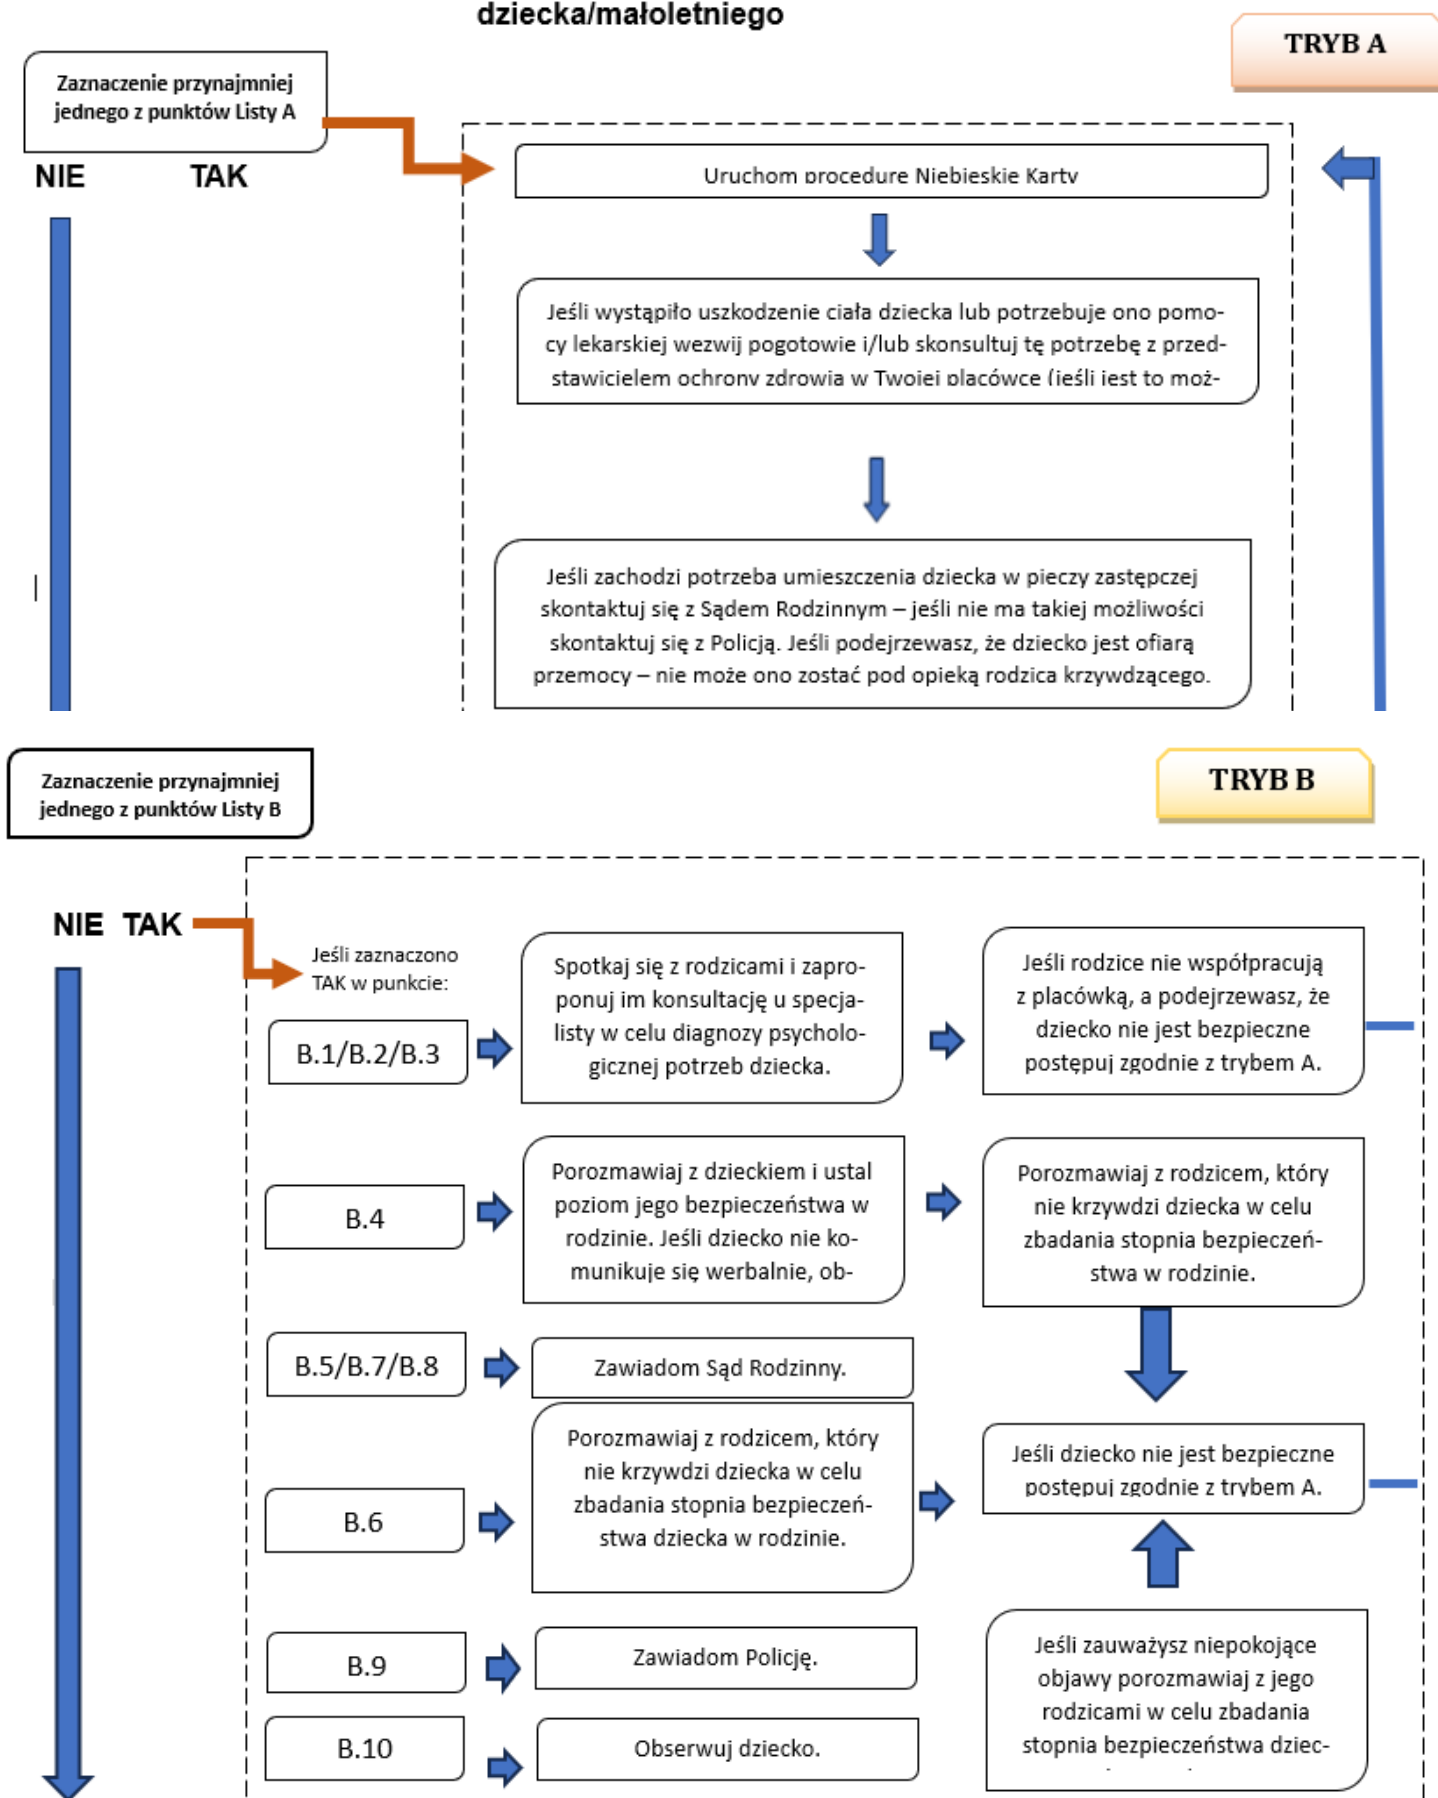 dziecka/małoletniego
TRYB A
Zaznaczenie przynajmniej
jednego z punktów Listy A
NIE TAK
Uruchom procedurę Niebieskie Karty
Jeśli wystąpiło uszkodzenie ciała dziecka lub potrzebuje ono pomo-
cy lekarskiej wezwij pogotowie i/lub skonsultuj tę potrzebę z przed-
stawicielem ochrony zdrowia w Twojej placówce (jeśli jest to moż-
Jeśli zachodzi potrzeba umieszczenia dziecka w pieczy zastępczej
skontaktuj się z Sądem Rodzinnym – jeśli nie ma takiej możliwości
skontaktuj się z Policją. Jeśli podejrzewasz, że dziecko jest ofiarą
przemocy – nie może ono zostać pod opieką rodzica krzywdzącego.
Zaznaczenie przynajmniej
jednego z punktów Listy B
TRYB B
NIE TAK
Jeśli zaznaczono
TAK w punkcie:
B.1/B.2/B.3
Spotkaj się z rodzicami i zapro-
ponuj im konsultację u specja-
listy w celu diagnozy psycholo-
gicznej potrzeb dziecka.
Jeśli rodzice nie współpracują
z placówką, a podejrzewasz, że
dziecko nie jest bezpieczne
postępuj zgodnie z trybem A.
B.4
Porozmawiaj z dzieckiem i ustal
poziom jego bezpieczeństwa w
rodzinie. Jeśli dziecko nie ko-
munikuje się werbalnie, ob-
Porozmawiaj z rodzicem, który
nie krzywdzi dziecka w celu
zbadania stopnia bezpieczeń-
stwa w rodzinie.
B.5/B.7/B.8
Zawiadom Sąd Rodzinny.
B.6
Porozmawiaj z rodzicem, który
nie krzywdzi dziecka w celu
zbadania stopnia bezpieczeń-
stwa dziecka w rodzinie.
Jeśli dziecko nie jest bezpieczne
postępuj zgodnie z trybem A.
B.9
Zawiadom Policję.
B.10
Obserwuj dziecko.
Jeśli zauważysz niepokojące
objawy porozmawiaj z jego
rodzicami w celu zbadania
stopnia bezpieczeństwa dziec-